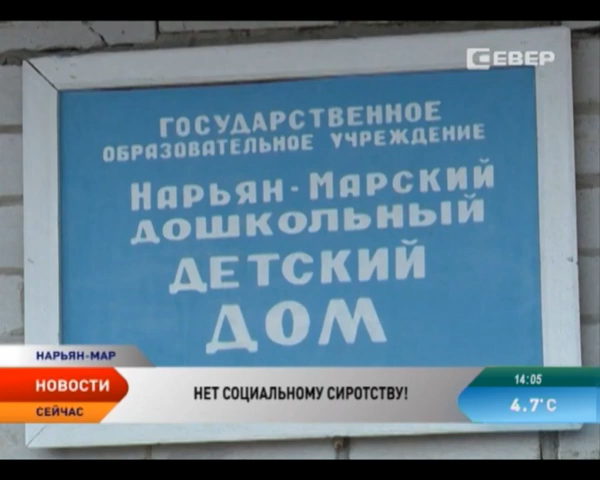 СЕВЕР
ГОСУДАРСТВЕННОЕ
ОБРАЗОВАТЕЛЬНОЕ УЧРЕЖДЕНИЕ
НАРЬЯН-МАРСКИЙ
ДОШКОЛЬНЫЙ
ДЕТСКИЙ
ДОМ
НАРЬЯН-МАР
НОВОСТИ
СЕЙЧАС
НЕТ СОЦИАЛЬНОМУ СИРОТСТВУ!
14:05
4.7°C